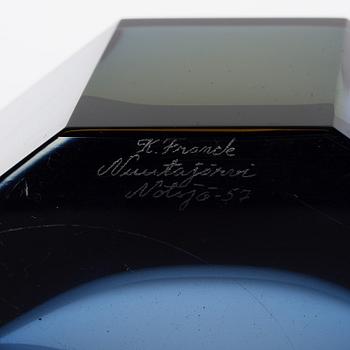 K. Franck
Nuutajärvi
Notsjö-57